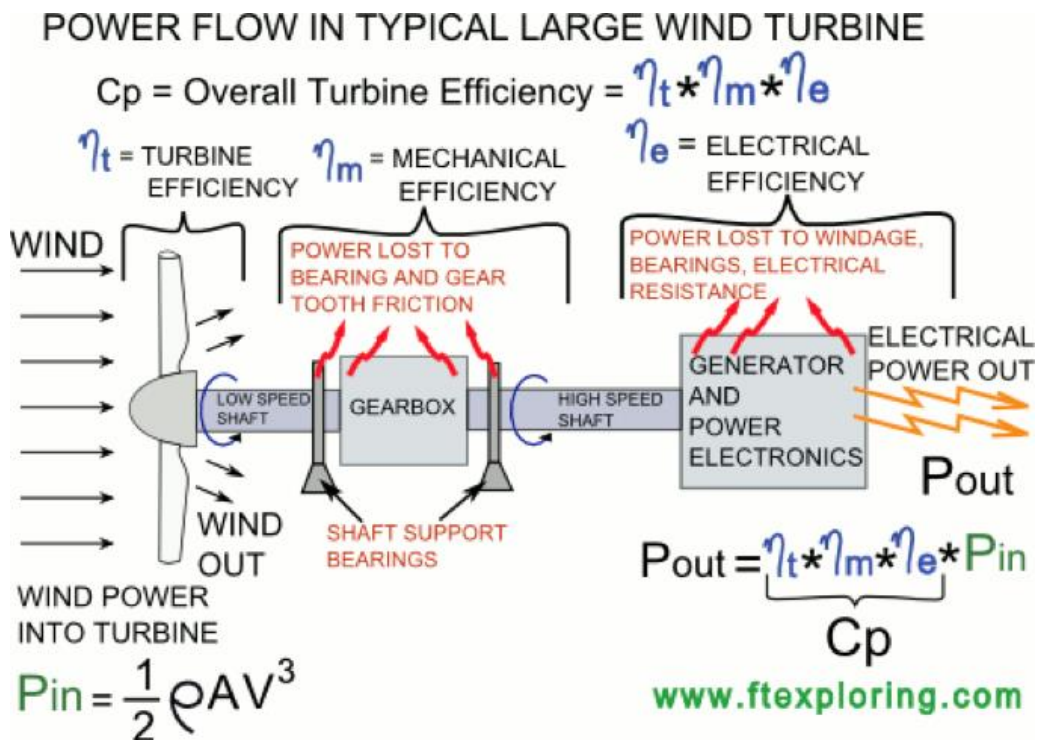 POWER FLOW IN TYPICAL LARGE WIND TURBINE
Cp = Overall Turbine Efficiency = ηt*ηm*ηe
ηt = TURBINE
EFFICIENCY
ηm = MECHANICAL
EFFICIENCY
ηe = ELECTRICAL
EFFICIENCY
WIND
POWER LOST TO
BEARING AND GEAR
TOOTH FRICTION
POWER LOST TO WINDAGE,
BEARINGS, ELECTRICAL
RESISTANCE
LOW SPEED
SHAFT
GEARBOX
HIGH SPEED
SHAFT
GENERATOR
AND
POWER
ELECTRONICS
ELECTRICAL
POWER OUT
Pout
WIND
OUT
SHAFT SUPPORT
BEARINGS
Pout = ηt*ηm*ηe*Pin
Cp
WIND POWER
INTO TURBINE
Pin = 1/2 ρAV³
www.ftexploring.com